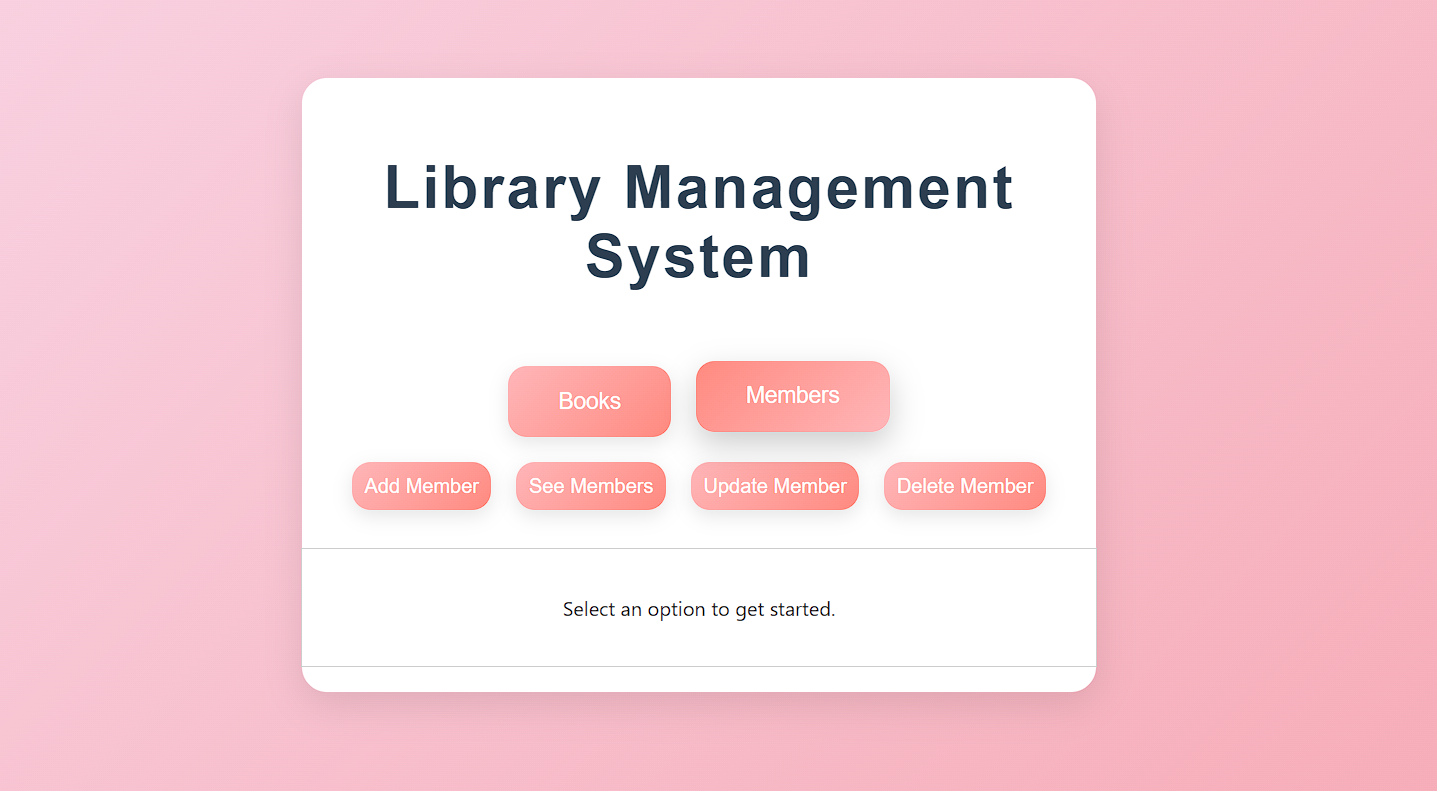 Library Management
System
Books
Members
Add Member
See Members
Update Member
Delete Member
Select an option to get started.